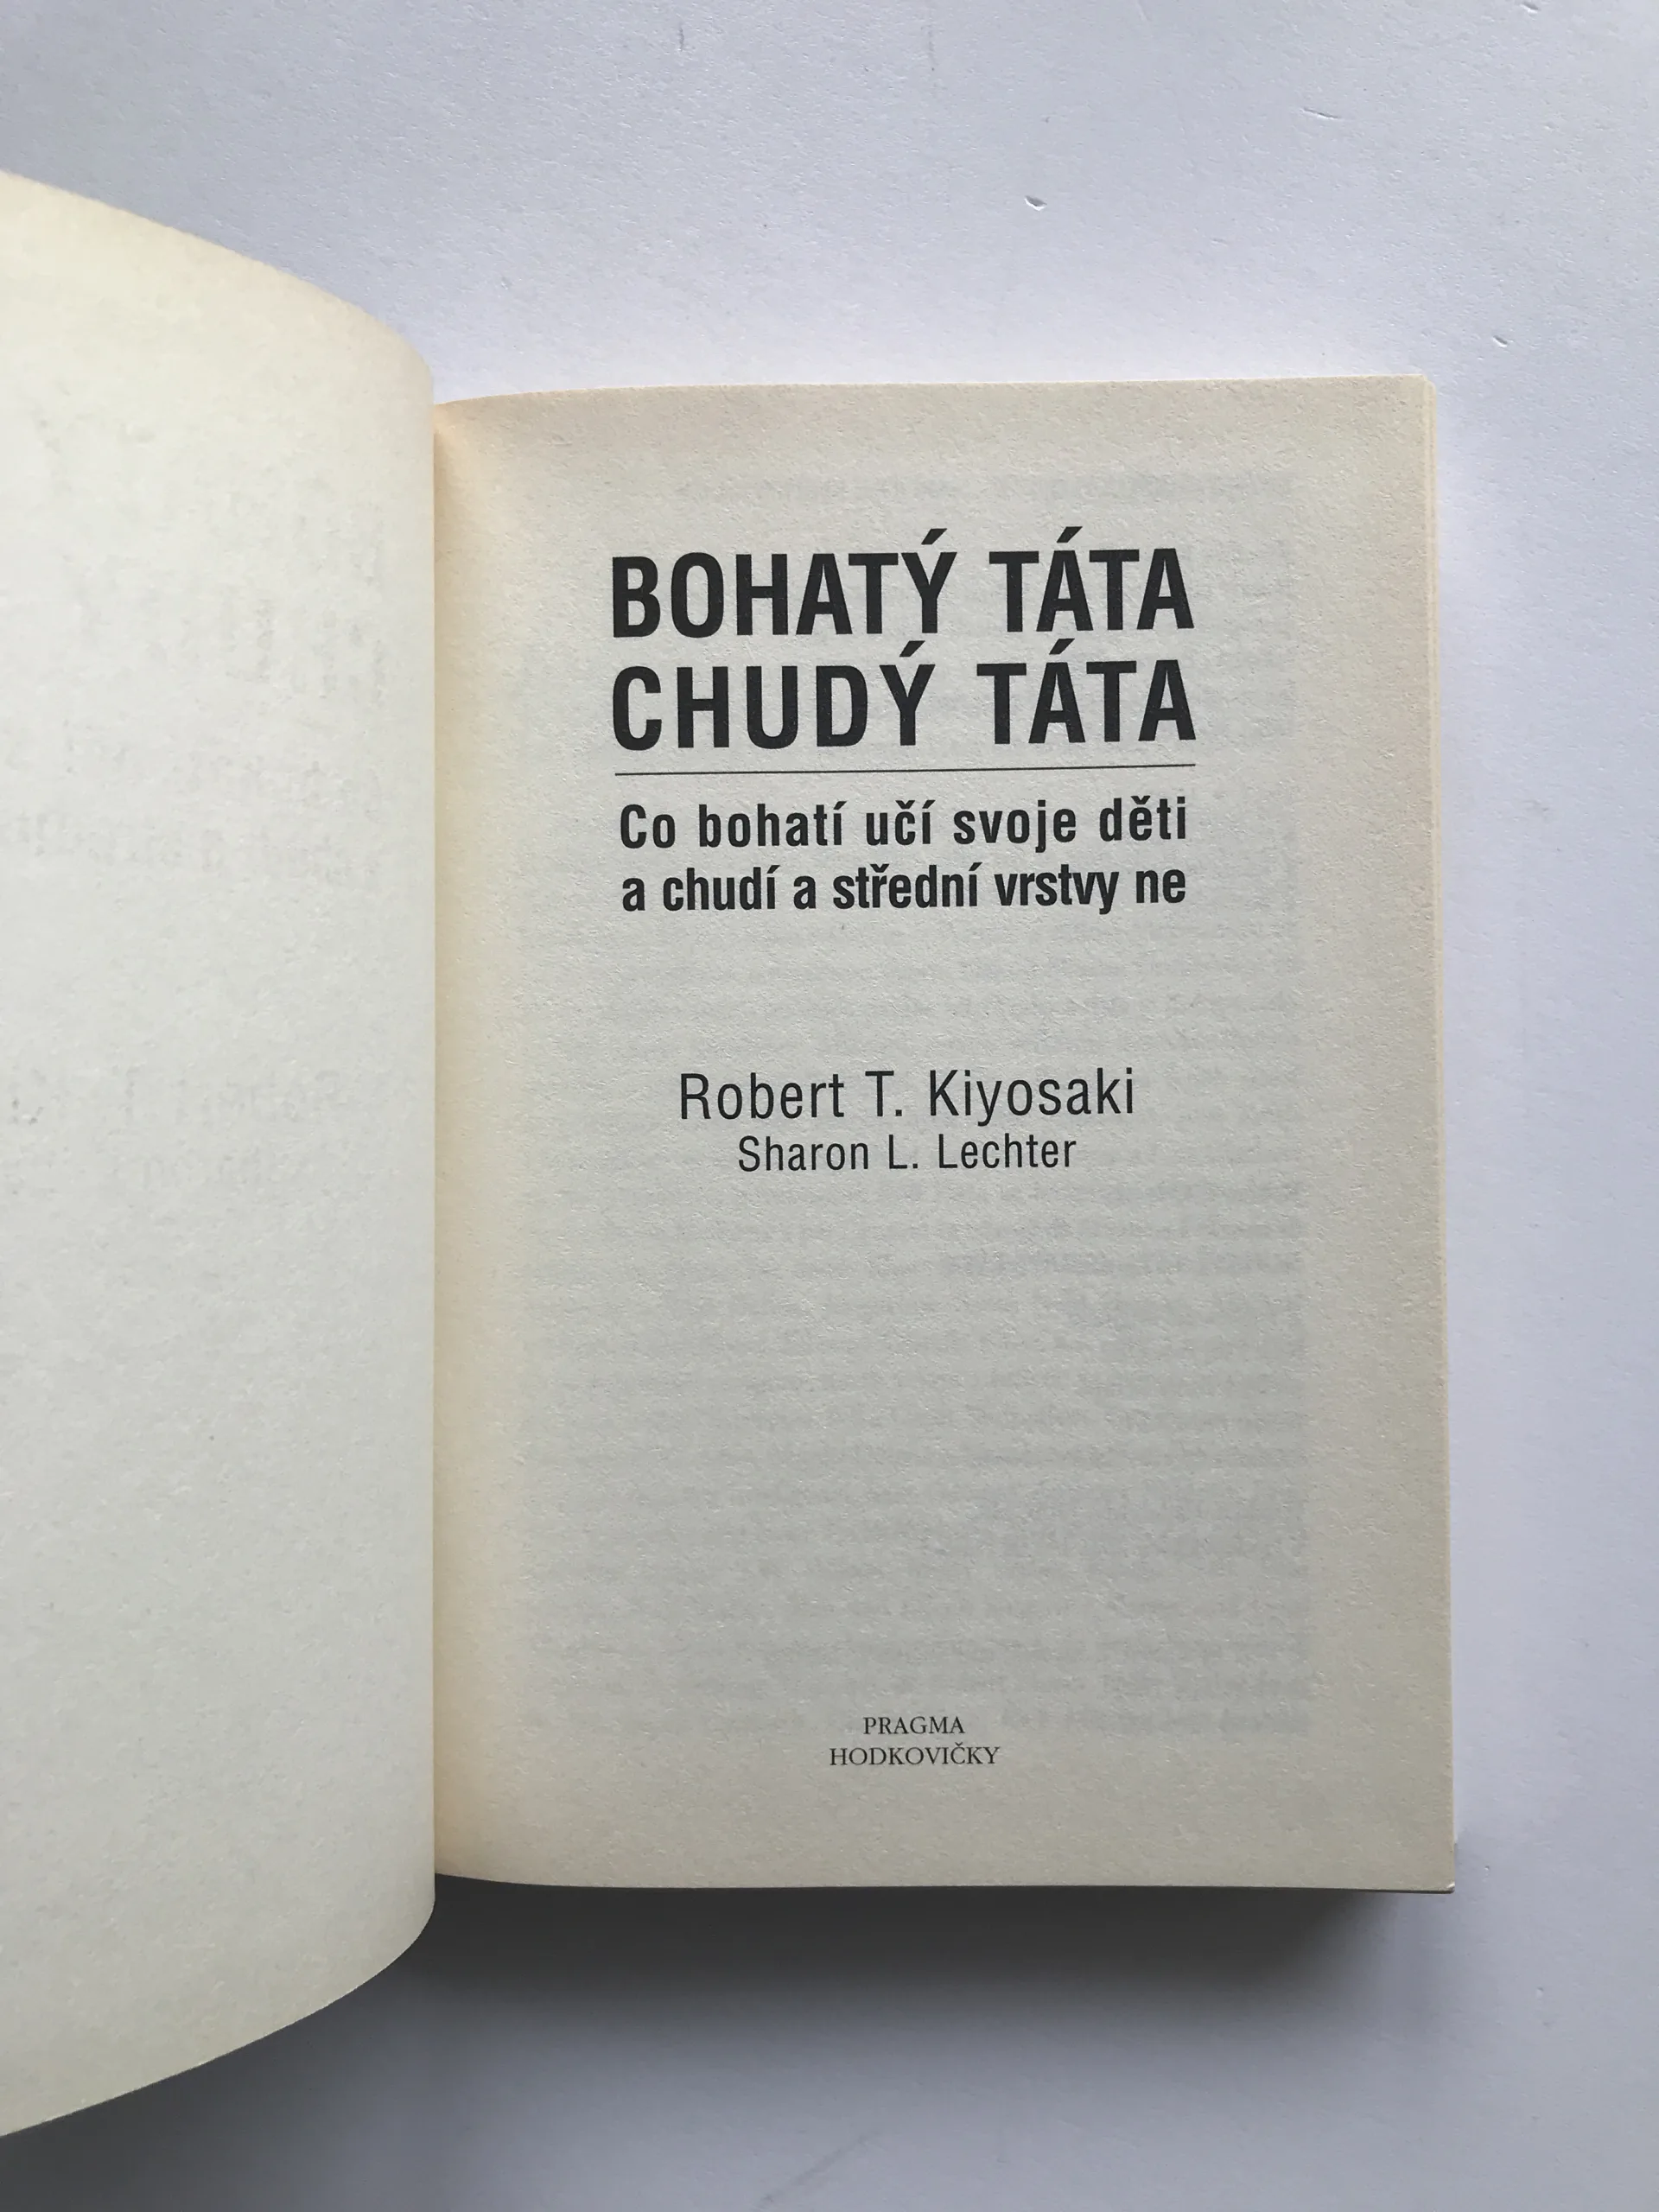 BOHATÝ TÁTA
CHUDÝ TÁTA
Co bohatí učí svoje děti
a chudí a střední vrstvy ne
Robert T. Kiyosaki
Sharon L. Lechter
PRAGMA
HODKOVIČKY